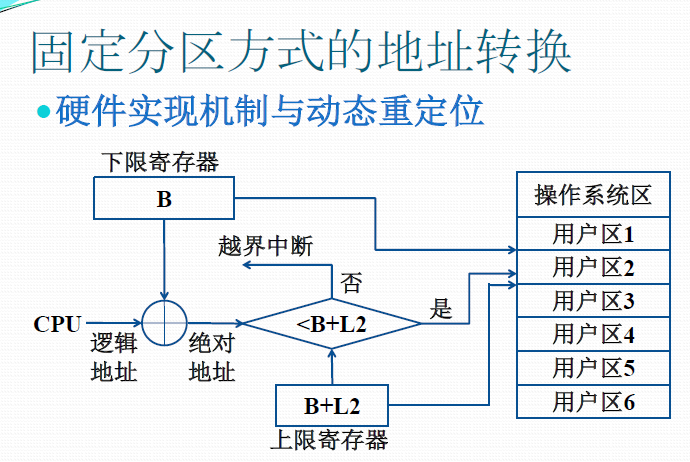 固定分区方式的地址转换
•硬件实现机制与动态重定位
下限寄存器
B
操作系统区
用户区1
用户区2
用户区3
用户区4
用户区5
用户区6
越界中断
否
是
CPU
逻辑
地址
绝对
地址
<B+L2
B+L2
上限寄存器